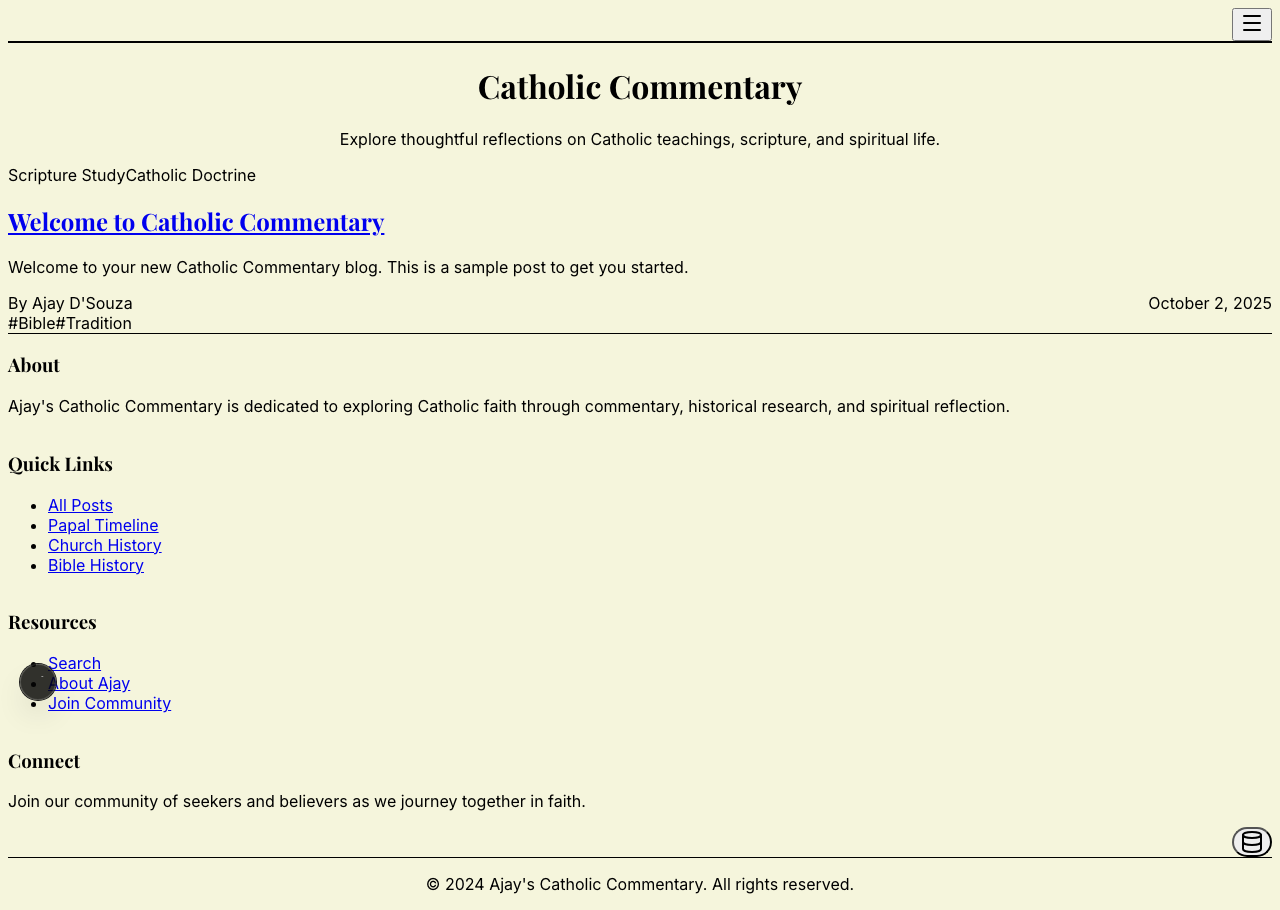 Catholic Commentary
Explore thoughtful reflections on Catholic teachings, scripture, and spiritual life.
Scripture StudyCatholic Doctrine
Welcome to Catholic Commentary
Welcome to your new Catholic Commentary blog. This is a sample post to get you started.
By Ajay D'Souza October 2, 2025
#Bible#Tradition
About
Ajay's Catholic Commentary is dedicated to exploring Catholic faith through commentary, historical research, and spiritual reflection.
Quick Links
All Posts
Papal Timeline
Church History
Bible History
Resources
Search
About Ajay
Join Community
Connect
Join our community of seekers and believers as we journey together in faith.
© 2024 Ajay's Catholic Commentary. All rights reserved.